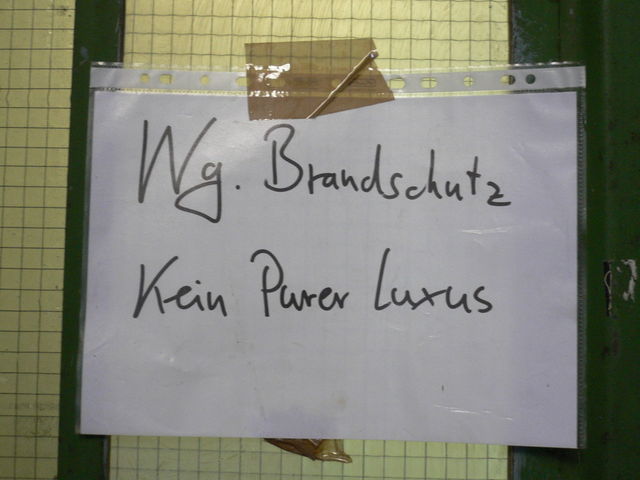 Wg. Brandschutz
Kein Purer Luxus